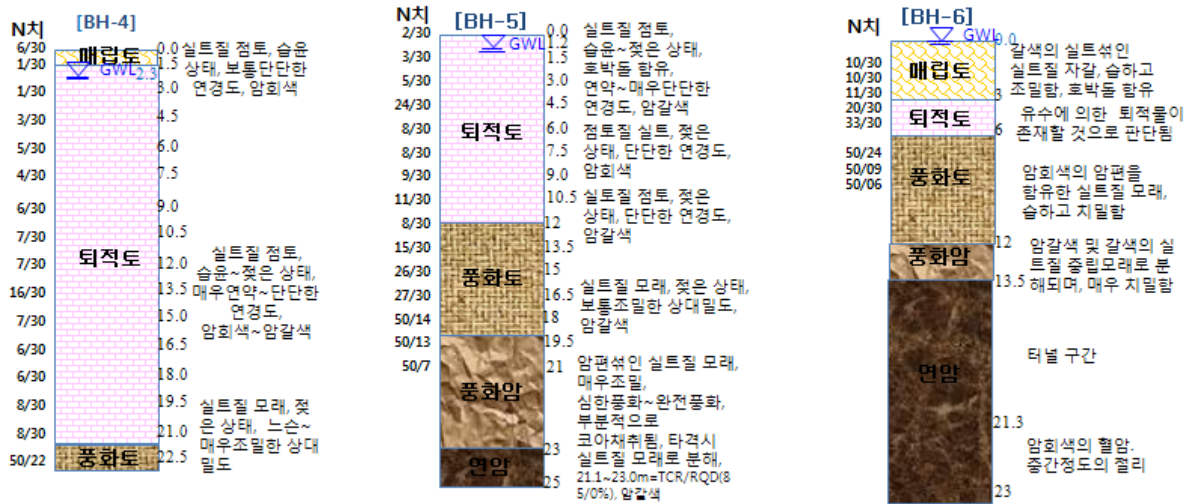 N치
[BH-4]
6/30
1/30
1/30
3/30
5/30
4/30
6/30
7/30
7/30
16/30
7/30
6/30
6/30
8/30
8/30
50/22
매립토
GWL
2.3
퇴적토
풍화토
0.0
1.5
3.0
4.5
6.0
7.5
9.0
10.5
12.0
13.5
15.0
16.5
18.0
19.5
21.0
22.5
실트질 점토, 습윤
상태, 보통단단한
연경도, 암회색
실트질 점토,
습윤~젖은 상태,
매우연약~단단한
연경도,
암회색~암갈색
실트질 모래, 젖
은 상태, 느슨~
매우조밀한 상대
밀도
N치
[BH-5]
2/30
3/30
5/30
24/30
8/30
8/30
9/30
11/30
8/30
15/30
26/30
27/30
50/14
50/13
50/7
GWL
퇴적토
풍화토
풍화암
연암
0.0
1.2
1.5
3.0
4.5
6.0
7.5
9.0
10.5
12
13.5
15
16.5
18
19.5
21
23
25
실트질 점토,
습윤~젖은 상태,
호박돌 함유,
연약~매우단단한
연경도, 암갈색
점토질 실트, 젖은
상태, 단단한 연경도,
암회색
실트질 점토, 젖은
상태, 단단한 연경도,
암갈색
실트질 모래, 젖은 상태,
보통조밀한 상대밀도,
암갈색
암편섞인 실트질 모래,
매우조밀,
심한풍화~완전풍화,
부분적으로
코아채취됨, 타격시
실트질 모래로 분해,
21.1~23.0m=TCR/RQD(8
5/0%), 암갈색
N치
[BH-6]
10/30
10/30
11/30
20/30
33/30
50/24
50/09
50/06
GWL
매립토
퇴적토
풍화토
풍화암
연암
0.0
3
6
12
13.5
21.3
23
갈색의 실트섞인
실트질 자갈, 습하고
조밀함, 호박돌 함유
유수에 의한 퇴적물이
존재할 것으로 판단됨
암회색의 암편을
함유한 실트질 모래,
습하고 치밀함
암갈색 및 갈색의 실
트질 중립모래로 분
해되며, 매우 치밀함
터널 구간
암회색의 혈암.
중간정도의 절리